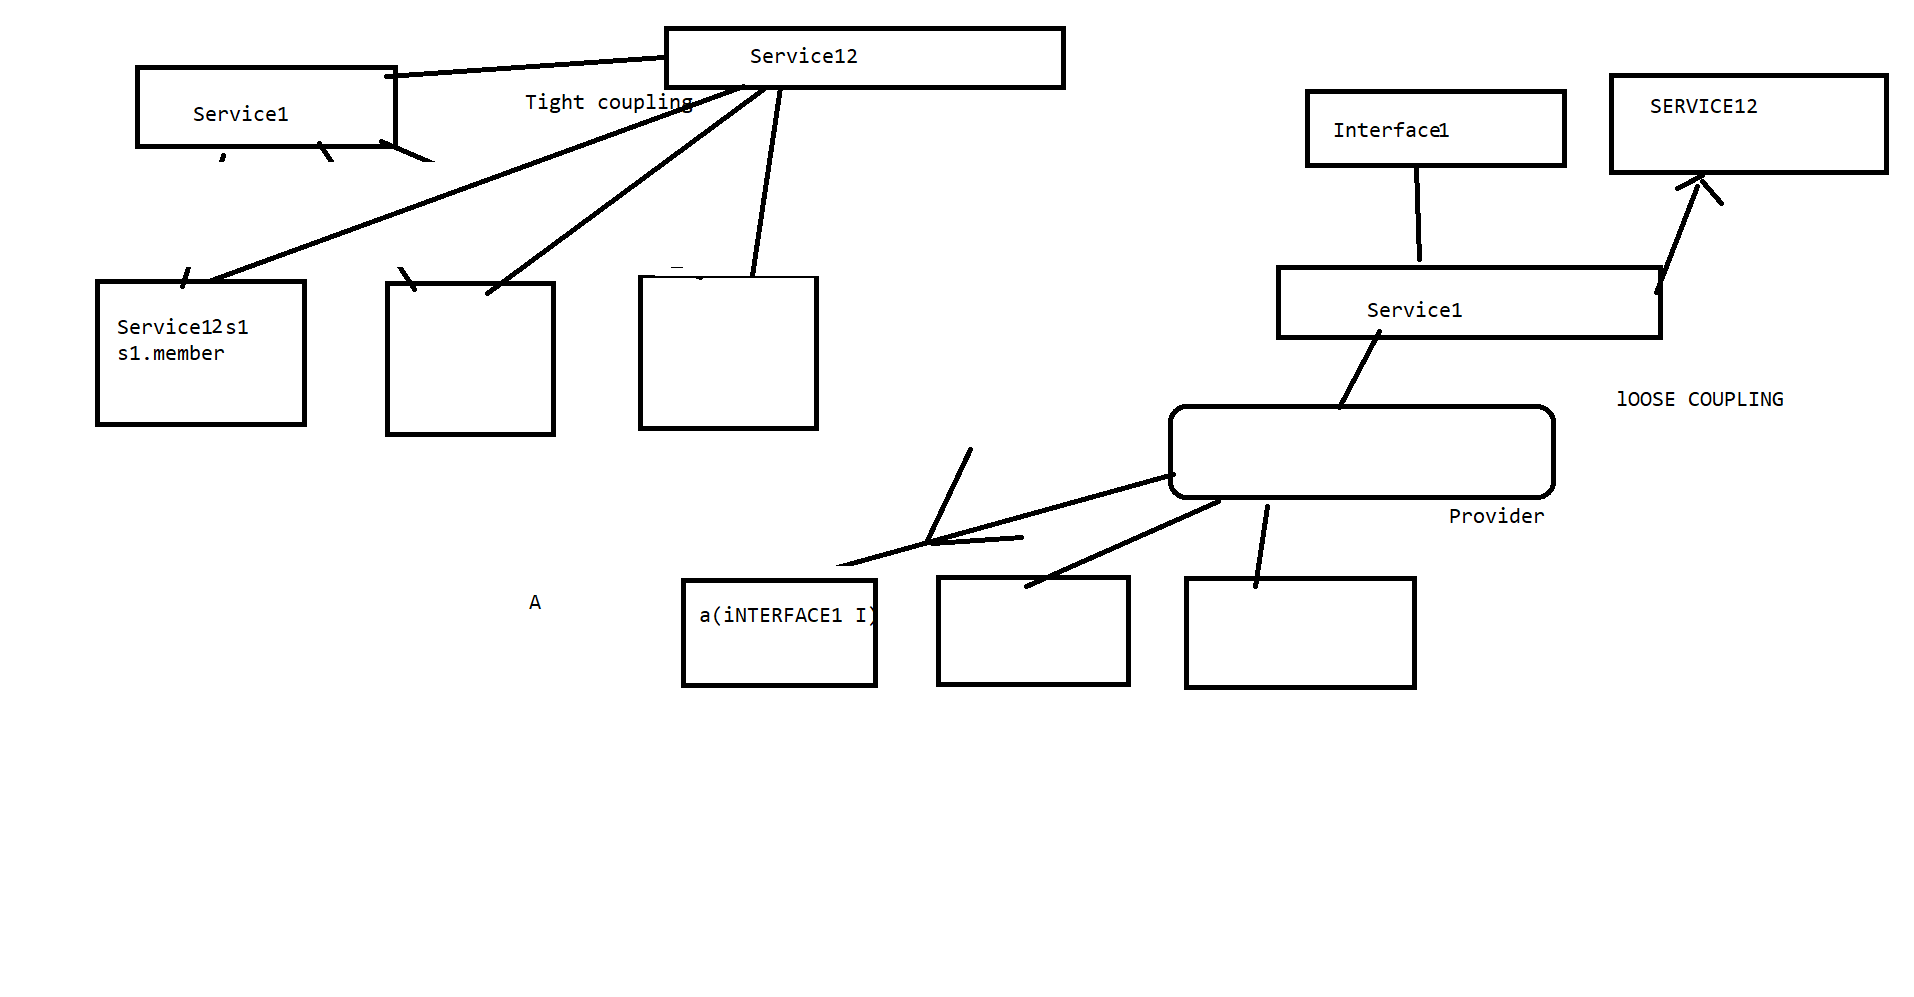 Service12
Service1
Tight coupling
Interface1
SERVICE12
Service12 s1
s1.member
Service1
lOOSE COUPLING
Provider
A
a(iNTERFACE1 I)